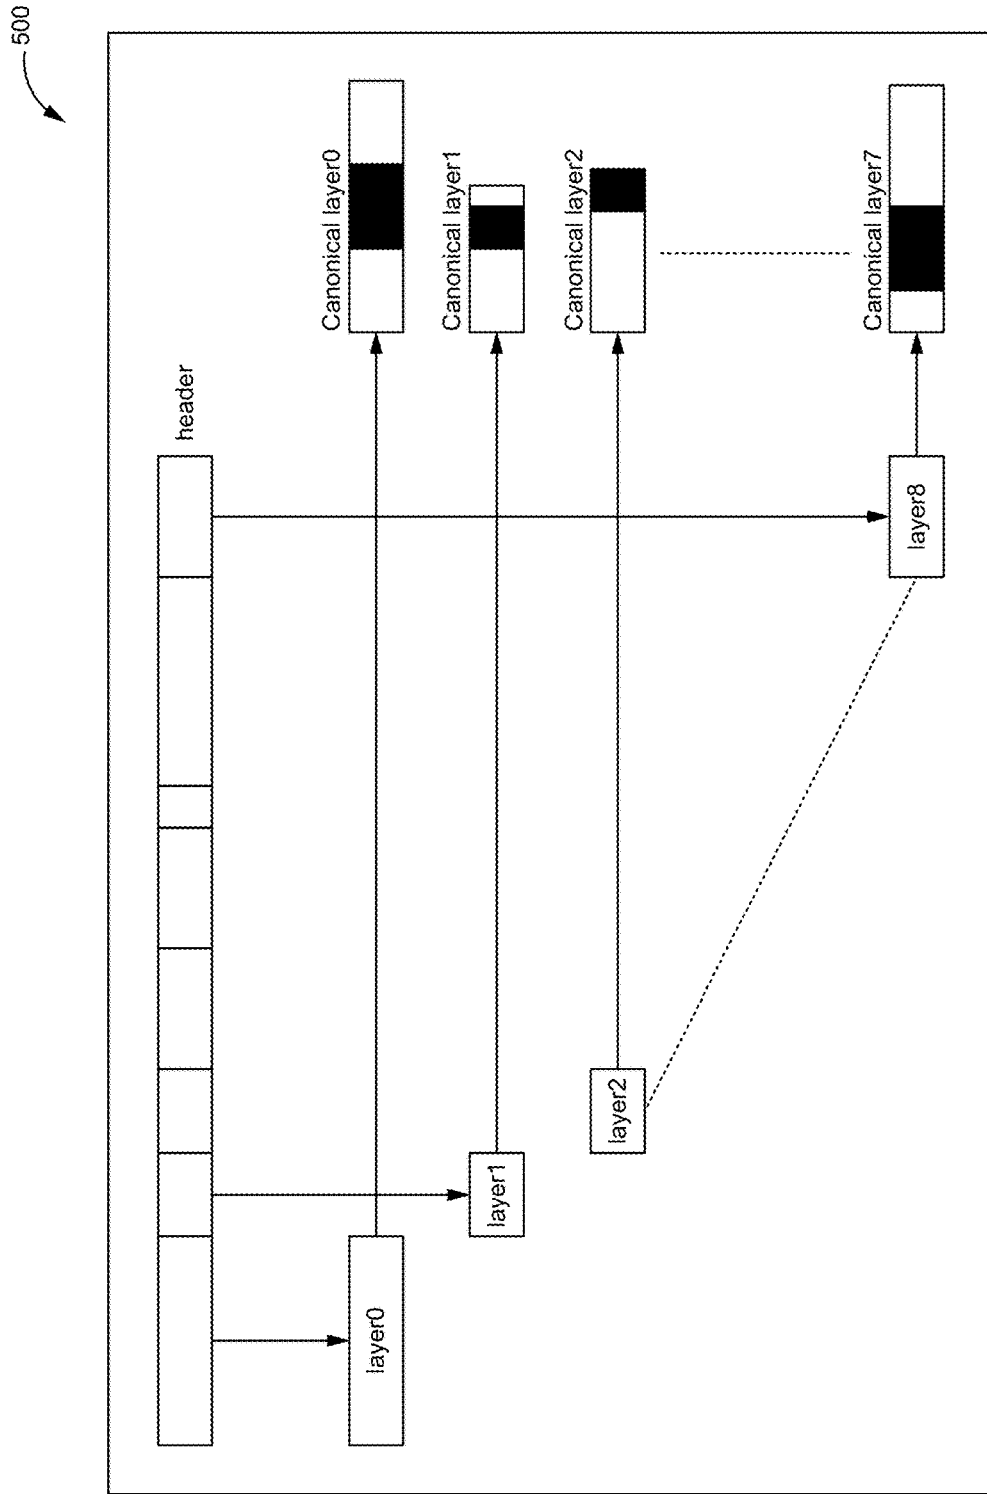 500
header
layer0
Canonical layer0
layer1
Canonical layer1
layer2
Canonical layer2
layer8
Canonical layer7